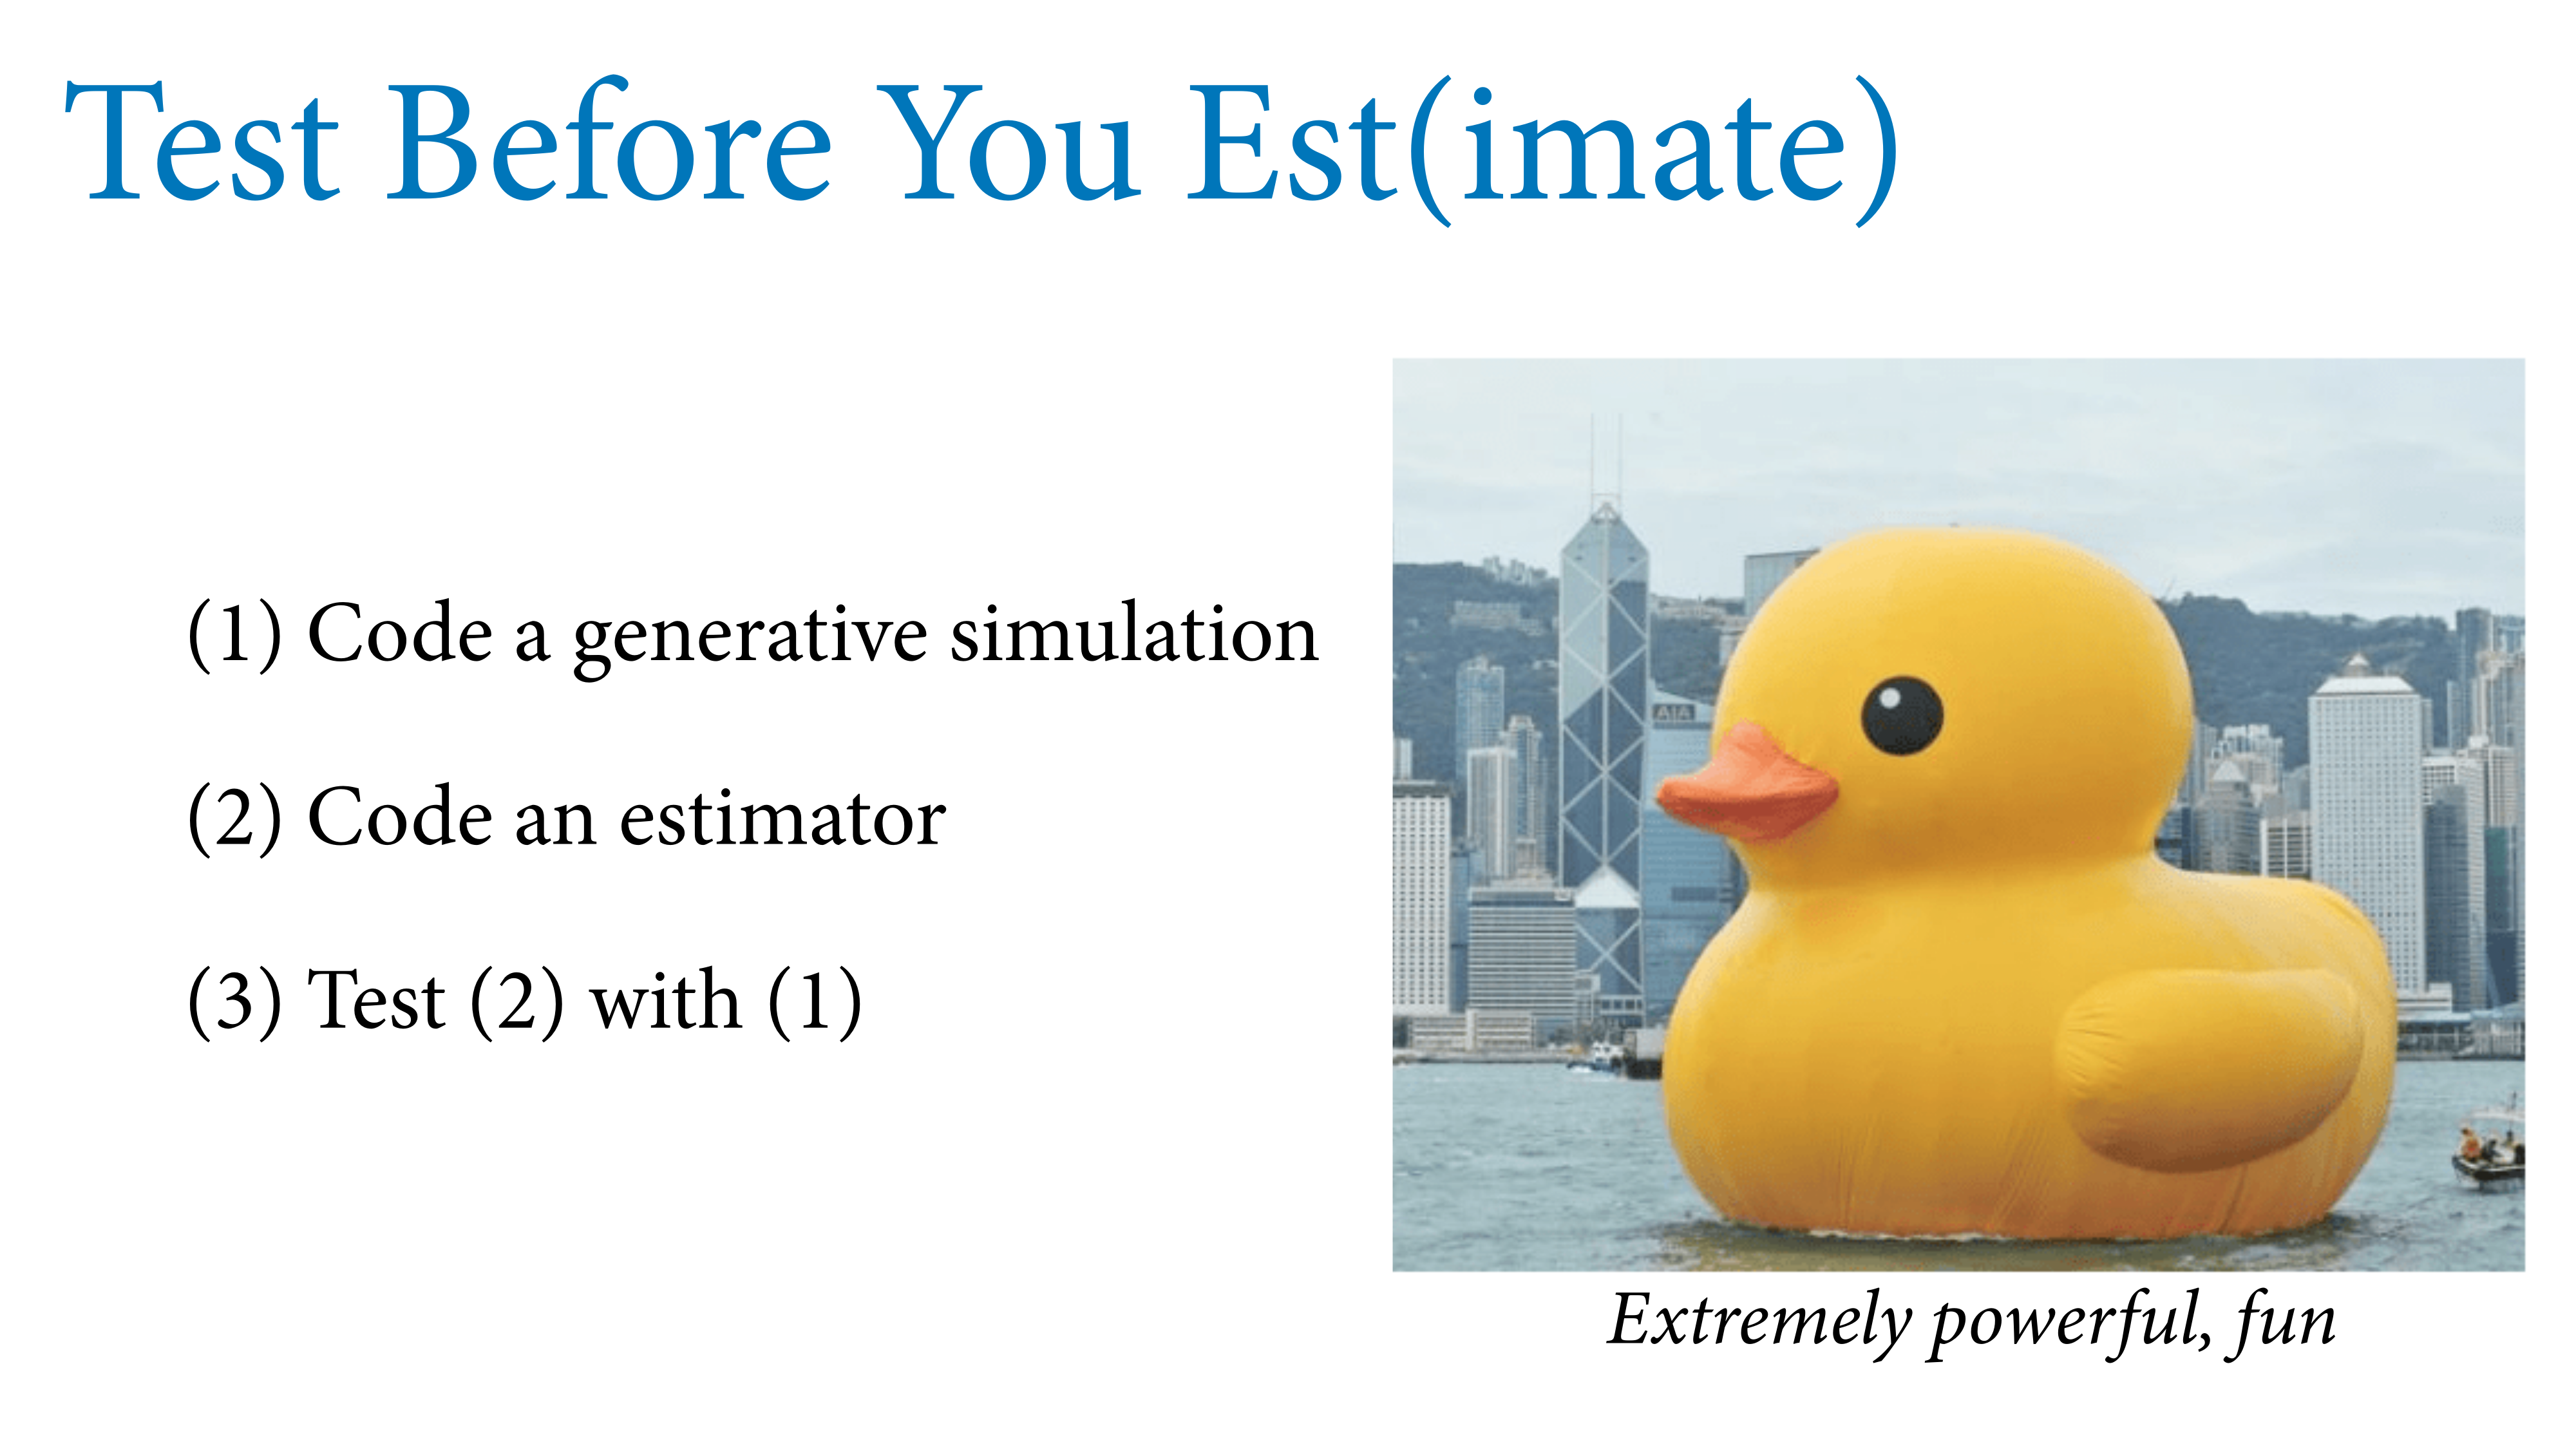 Test Before You Est(imate)
(1) Code a generative simulation
(2) Code an estimator
(3) Test (2) with (1)
AIA
Extremely powerful, fun